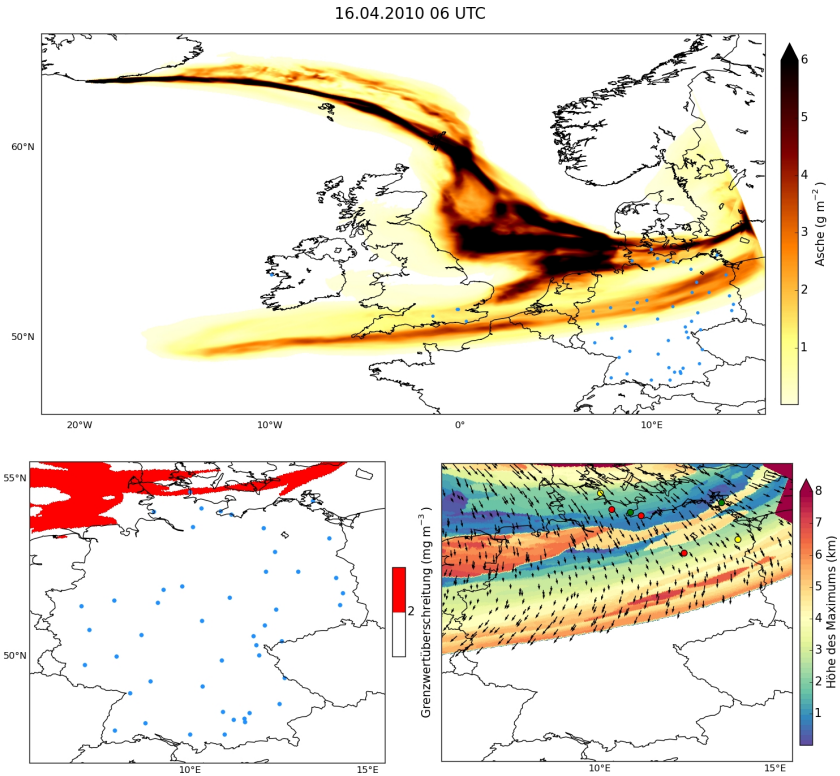 16.04.2010 06 UTC
60°N
50°N
20°W
10°W
0°
10°E
6
5
4
3
2
1
Asche (g m⁻²)
55°N
50°N
10°E
15°E
2
Grenzwertüberschreitung (mg m⁻³)
10°E
15°E
8
7
6
5
4
3
2
1
Höhe des Maximums (km)